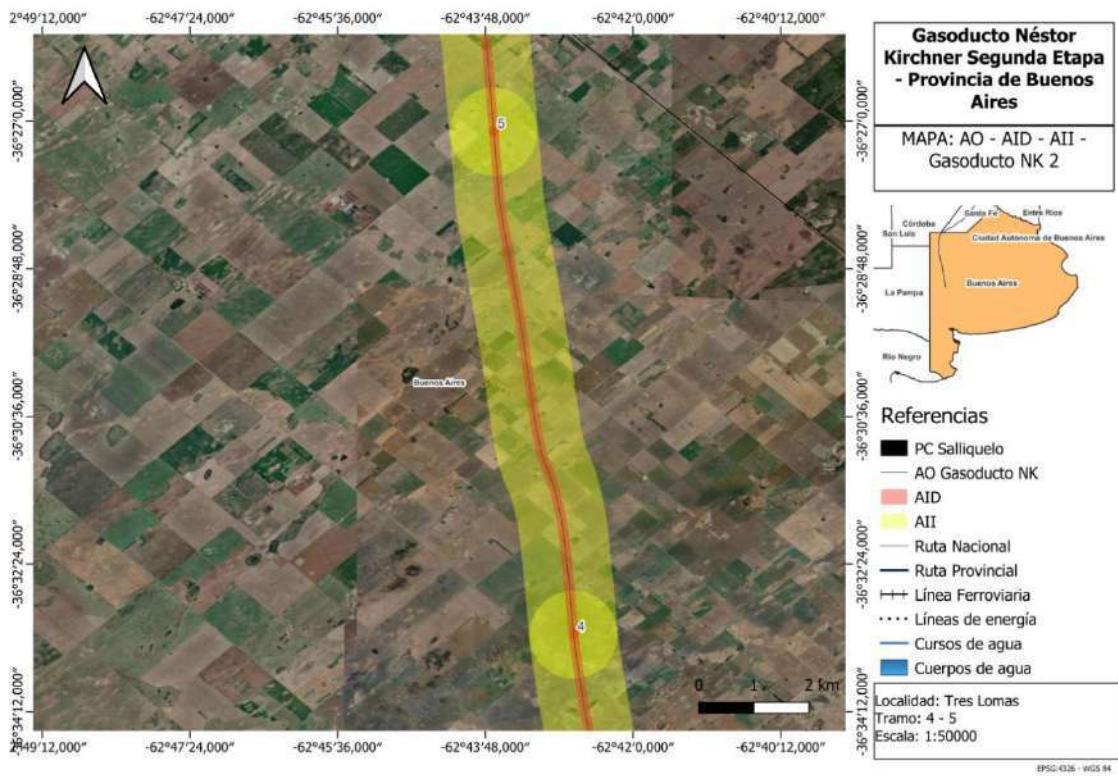 2°49'12,000" -62°47'24,000" -62°45'36,000" -62°43'48,000" -62°42'0,000" -62°40'12,000"
-36°27'0,000"
-36°28'48,000"
-36°30'36,000"
-36°32'24,000"
-36°34'12,000"
5
Buenos Aires
4
0 1 2 km
-36°27'0,000"
-36°28'48,000"
-36°30'36,000"
-36°32'24,000"
-36°34'12,000"
2°49'12,000" -62°47'24,000" -62°45'36,000" -62°43'48,000" -62°42'0,000" -62°40'12,000"
Gasoducto Néstor
Kirchner Segunda Etapa
- Provincia de Buenos
Aires
MAPA: AO - AID - AII -
Gasoducto NK 2
Santa Fe
Entre Rios
Córdoba
San Luis
Ciudad Autónoma de Buenos Aires
Buenos Aires
La Pampa
Río Negro
Referencias
PC Salliquelo
AO Gasoducto NK
AID
AII
Ruta Nacional
Ruta Provincial
Línea Ferroviaria
Líneas de energía
Cursos de agua
Cuerpos de agua
Localidad: Tres Lomas
Tramo: 4 - 5
Escala: 1:50000
EPSG:4326 - WGS 84